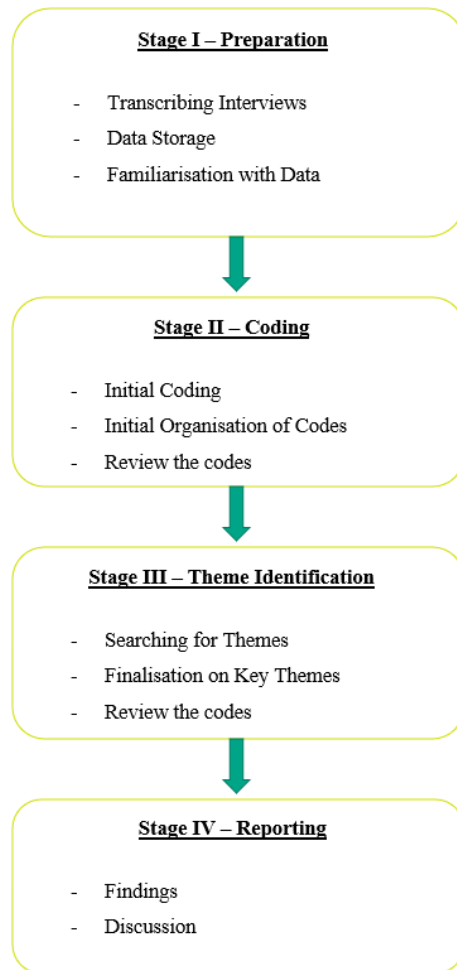 Stage I – Preparation
- Transcribing Interviews
- Data Storage
- Familiarisation with Data
Stage II – Coding
- Initial Coding
- Initial Organisation of Codes
- Review the codes
Stage III – Theme Identification
- Searching for Themes
- Finalisation on Key Themes
- Review the codes
Stage IV – Reporting
- Findings
- Discussion